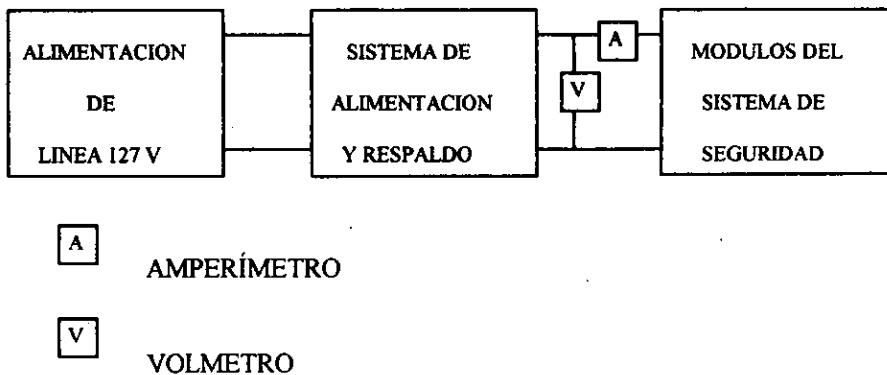 ALIMENTACION
DE
LINEA 127 V
SISTEMA DE
ALIMENTACION
Y RESPALDO
A
V
MODULOS DEL
SISTEMA DE
SEGURIDAD
A
AMPERÍMETRO
V
VOLMETRO